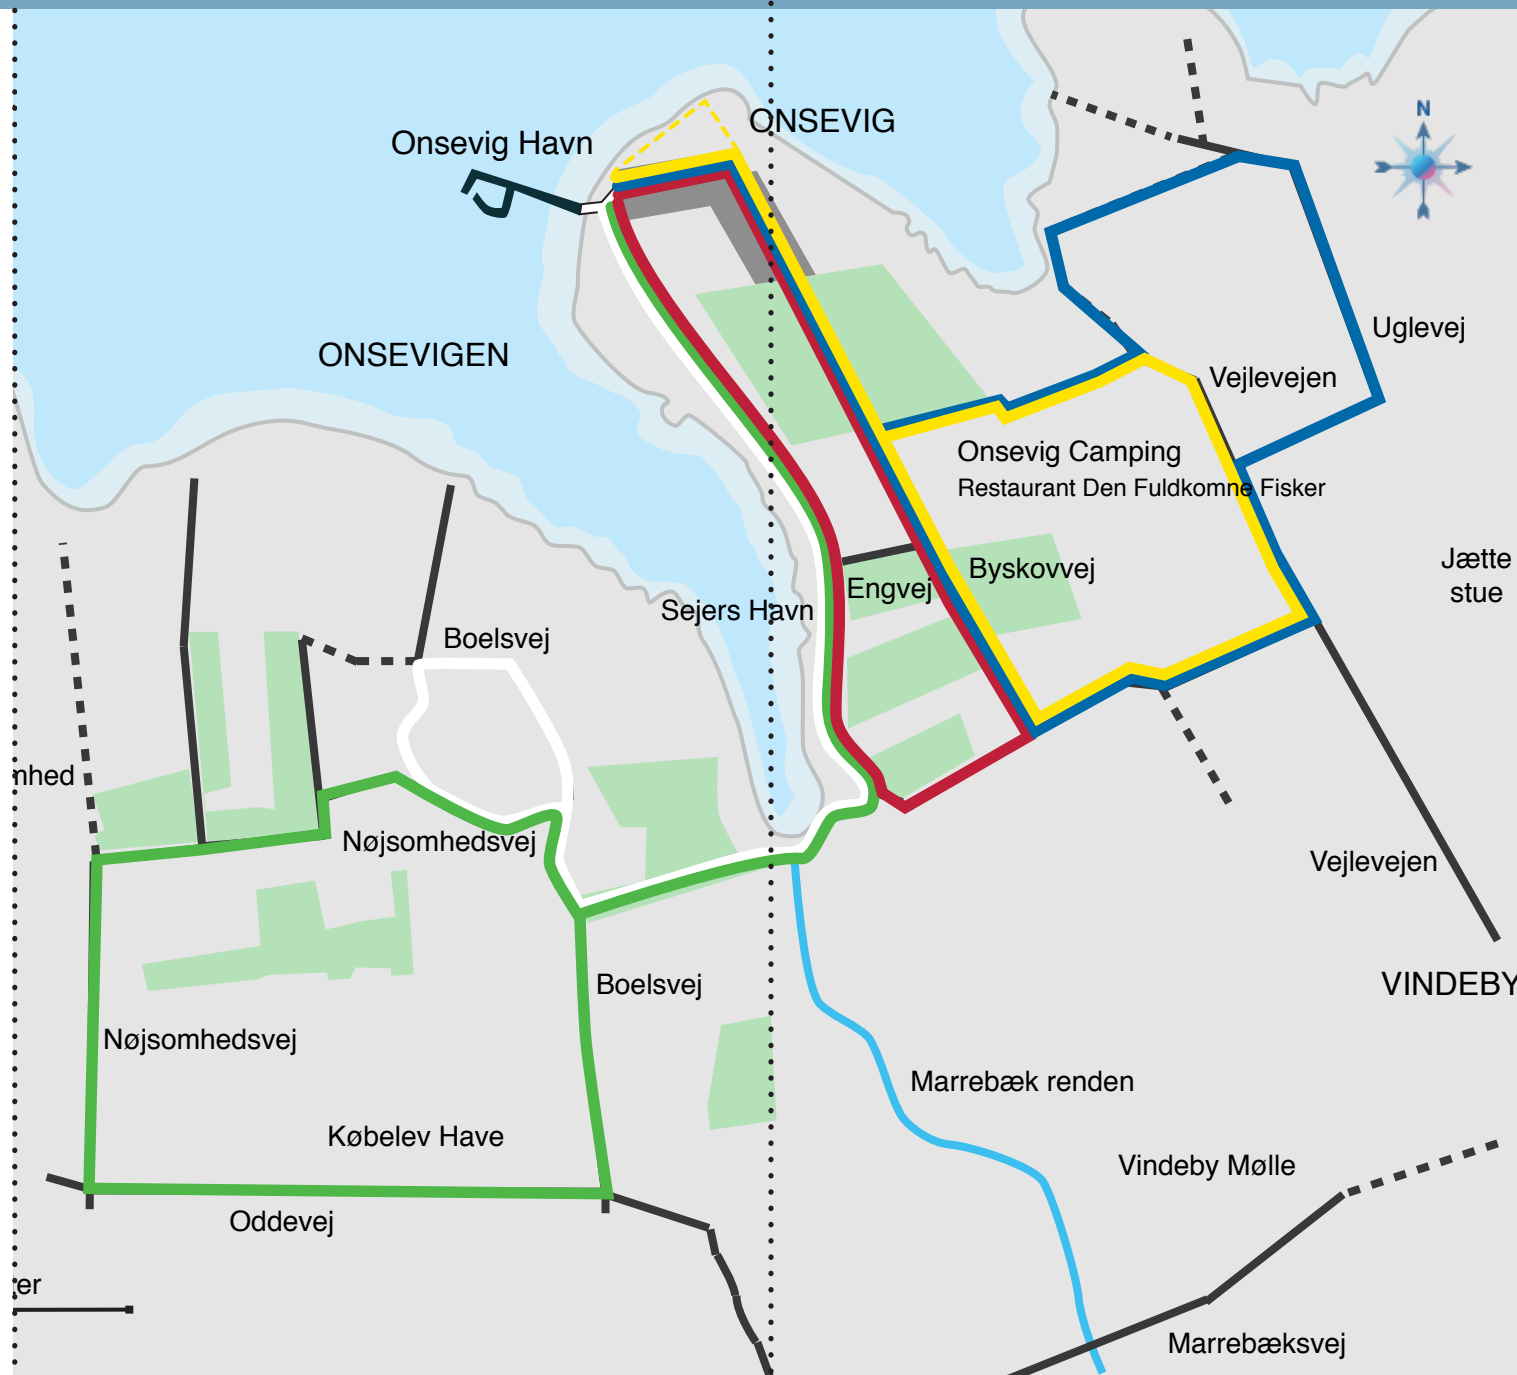 N
ONSEVIG
Onsevig Havn
Uglevej
ONSEVIGEN
Vejlevejen
Onsevig Camping
Restaurant Den Fuldkomne Fisker
Jætte
stue
Byskovvej
Engvej
Sejers Havn
Boelsvej
nhed
Nøjsomhedsvej
Vejlevejen
Boelsvej
VINDEBY
Nøjsomhedsvej
Marrebæk renden
Købelev Have
Vindeby Mølle
Oddevej
er
Marrebæksvej